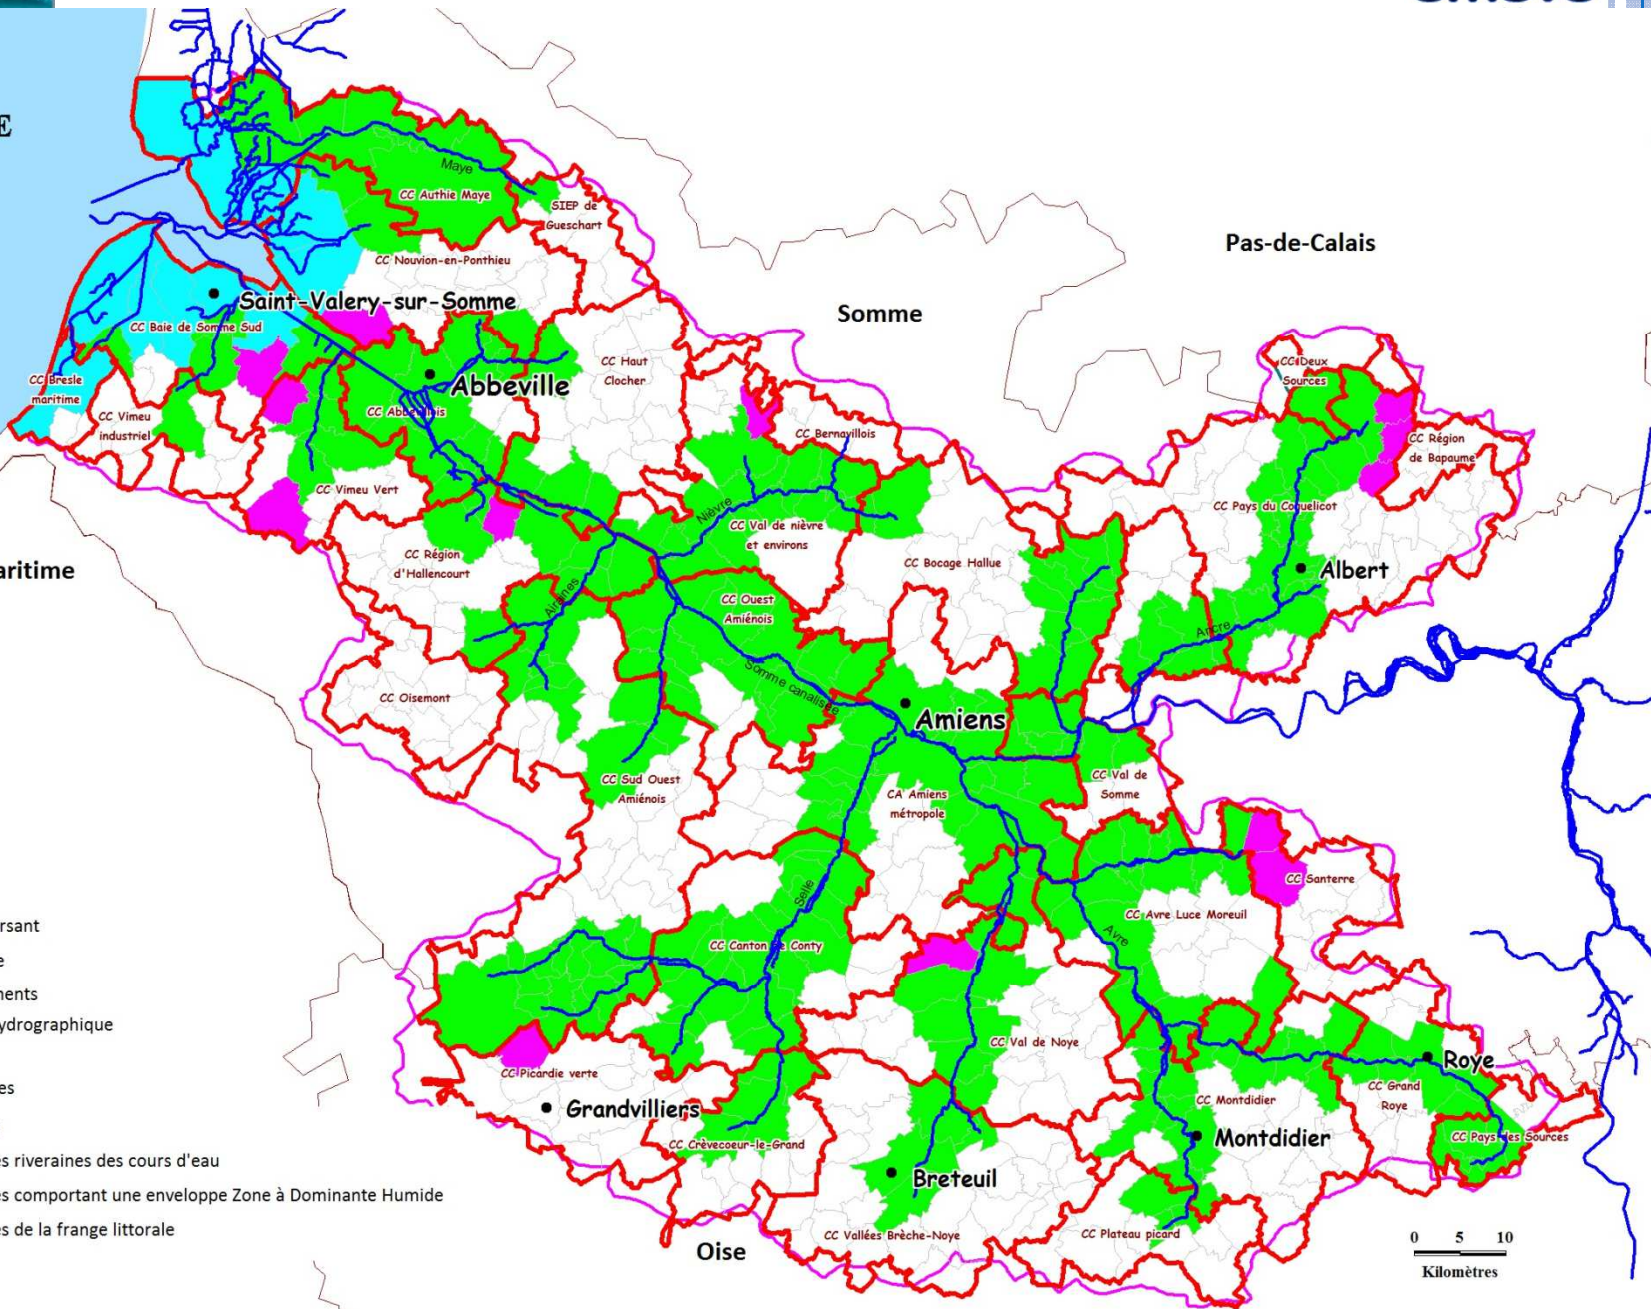 E
Maye
CC Authie Maye
SIEP de
Gueschart
Pas-de-Calais
CC Nouvion-en-Ponthieu
Saint-Valery-sur-Somme
Somme
CC Baie de Somme Sud
CC Deux
Sources
CC Haut
Clocher
CC Bresle
maritime
Abbeville
CC Abbevillois
CC Vimeu
industriel
CC Bernavillois
CC Région
de Bapaume
CC Vimeu Vert
Nièvre
CC Pays du Coquelicot
CC Val de nièvre
et environs
CC Région
d'Hallencourt
CC Bocage Hallue
Albert
aritime
Airaines
CC Ouest
Amiénois
Ancre
Somme canalisée
CC Oisemont
Amiens
CC Sud Ouest
Amiénois
CC Val de
Somme
CA Amiens
métropole
Selle
CC Santerre
rsant
CC Avre Luce Moreuil
Avre
CC Canton de Conty
e
nents
ydrographique
CC Val de Noye
Roye
CC Picardie verte
es
CC Grand
Roye
CC Montdidier
Grandvilliers
Montdidier
CC Pays des Sources
CC Crèvecoeur-le-Grand
es riveraines des cours d'eau
Breteuil
es comportant une enveloppe Zone à Dominante Humide
es de la frange littorale
CC Vallées Brèche-Noye
CC Plateau picard
Oise
0 5 10
Kilomètres